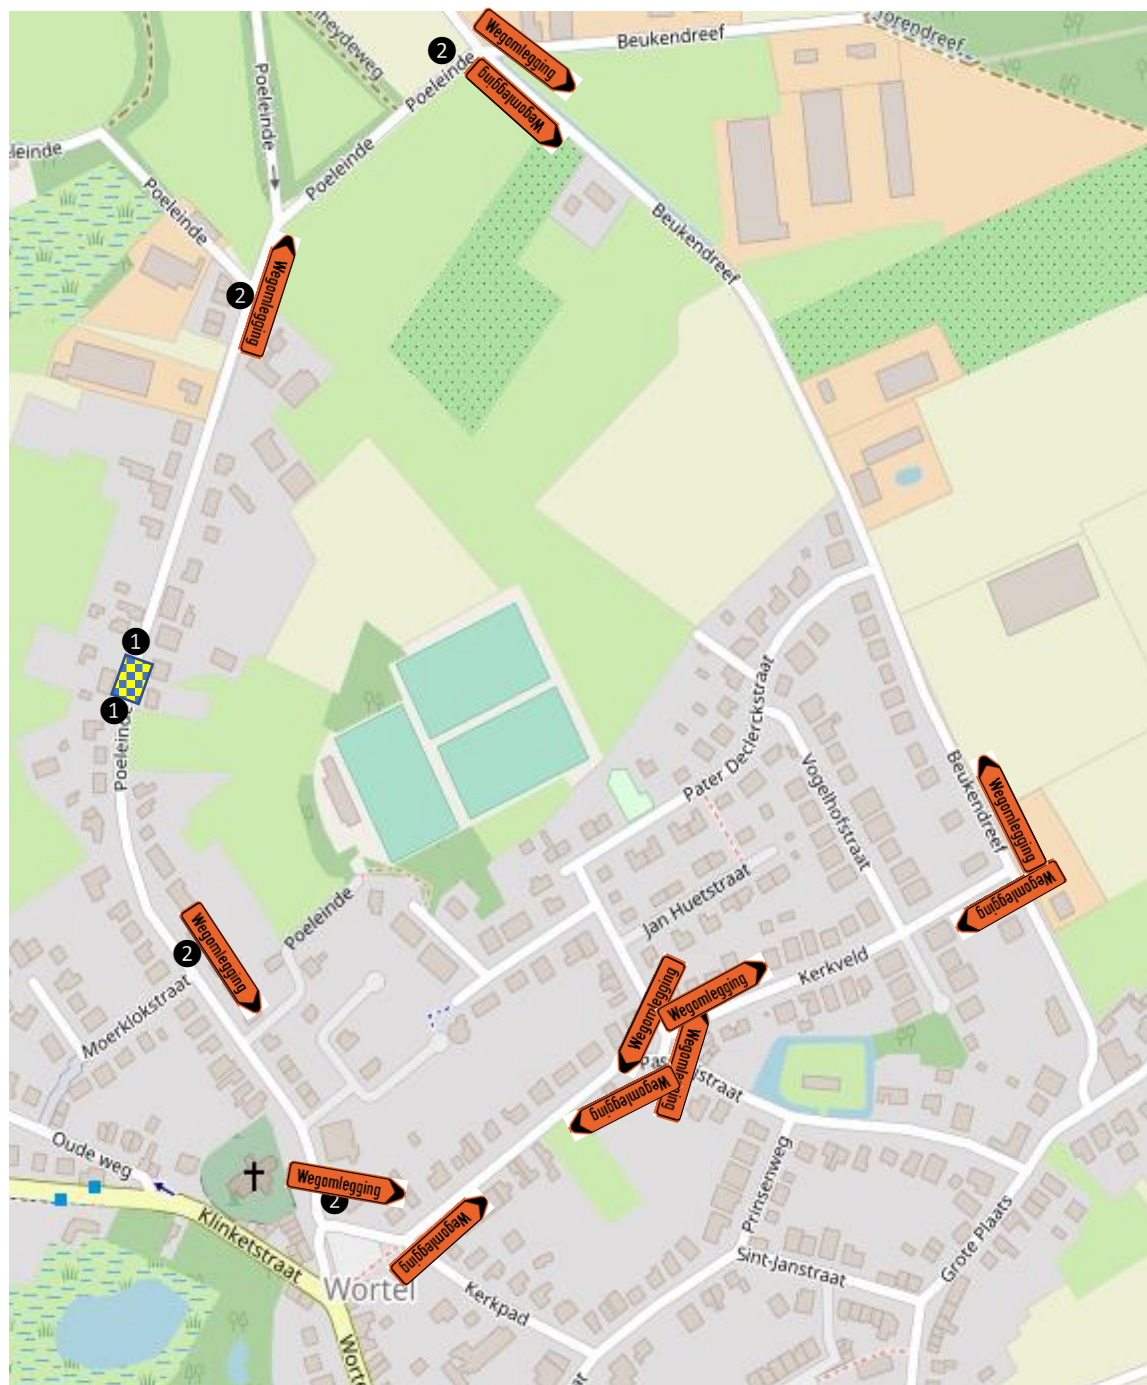 Jorendreef
Beukendreef
heydeweg
Wegomlegging
2
Poeleinde
Wegomlegging
Poeleinde
Poeleinde
eleinde
Poeleinde
Beukendreef
Wegomlegging
2
1
1
Poeleinde
Pater Declerckstraat
Vogelhofstraat
Beukendreef
Wegomlegging
Wegomlegging
Jan Huetstraat
Poeleinde
Wegomlegging
2
Kerkveld
Wegomlegging
Wegomlegging
Moerklokstraat
Wegomlegging
Wegomlegging
Oude weg
Prinsenweg
Wegomlegging
2
Klinketstraat
Wegomlegging
Grote Plaats
Sint-Janstraat
Wortel
Kerkpad